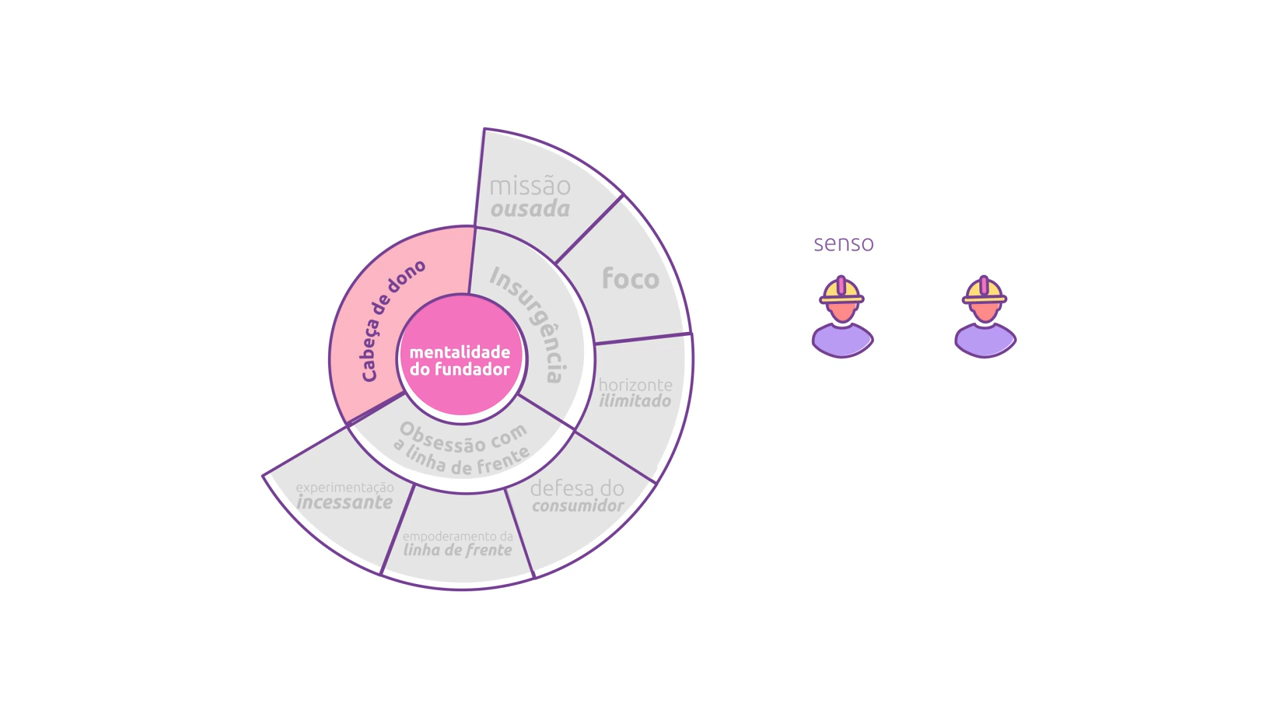 missão
ousada
foco
Insurgência
Cabeça de dono
mentalidade
do fundador
horizonte
ilimitado
Obsessão com
a linha de frente
defesa do
consumidor
experimentação
incessante
empoderamento da
linha de frente
senso